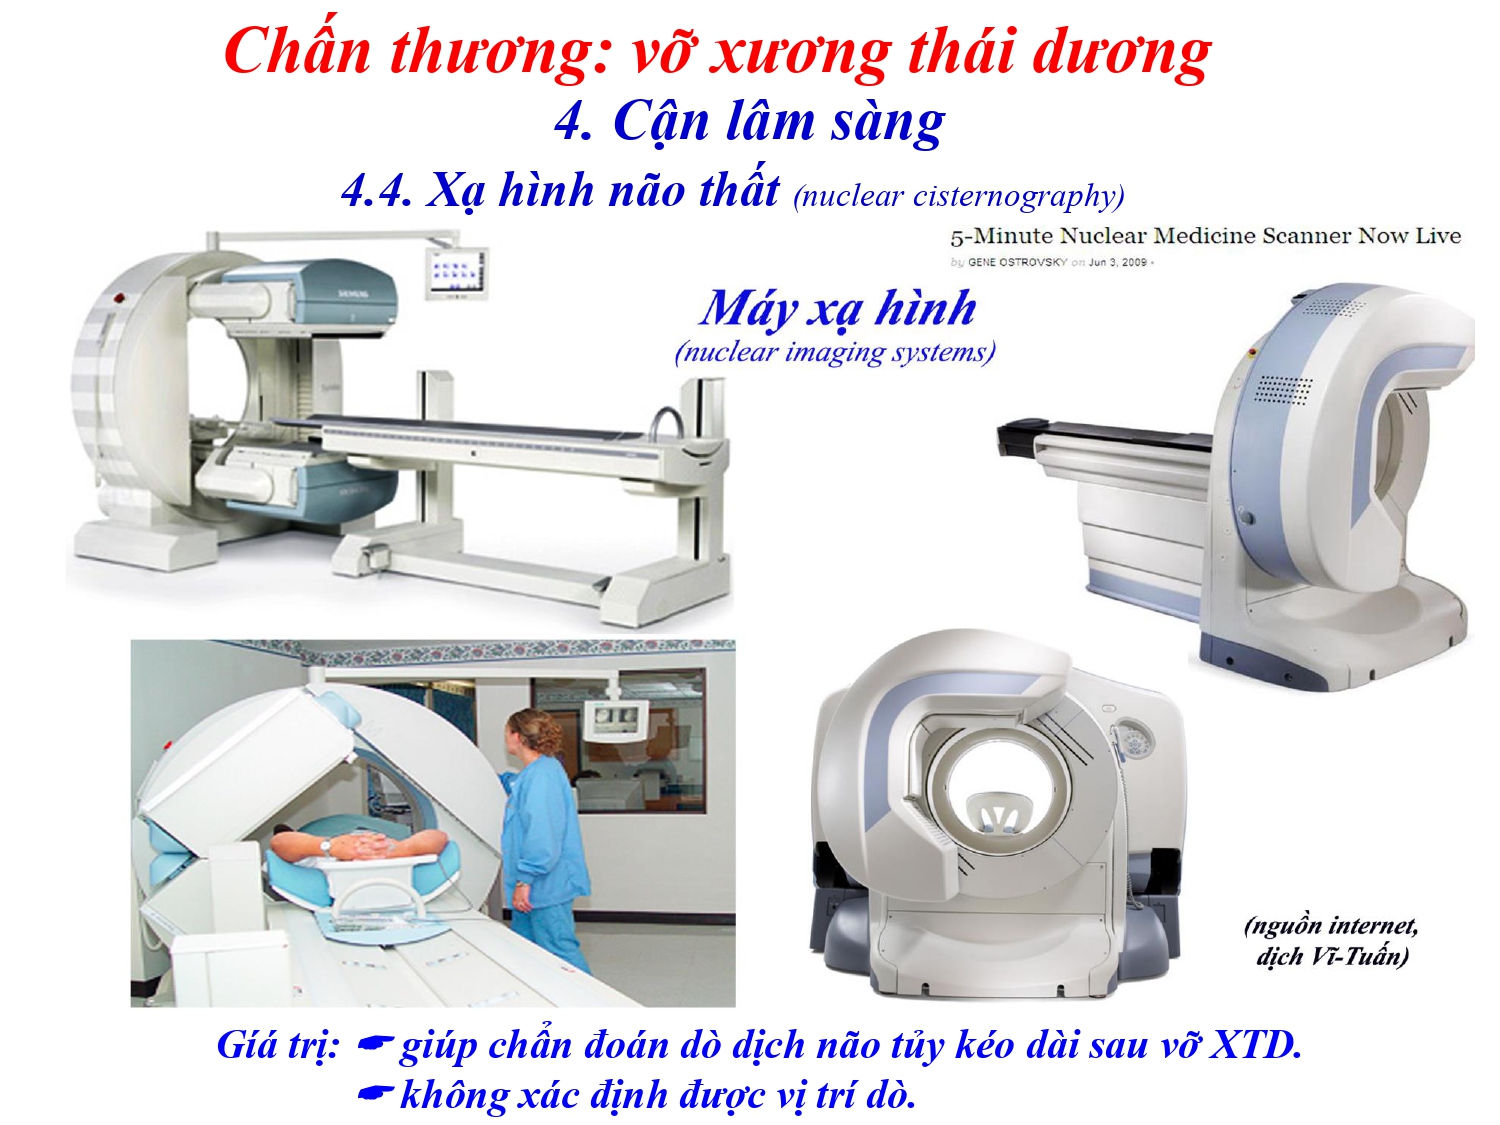 Chấn thương: vỡ xương thái dương
4. Cận lâm sàng
4.4. Xạ hình não thất (nuclear cisternography)
5-Minute Nuclear Medicine Scanner Now Live
by GENE OSTROVSKY on Jun 3, 2009 •
Máy xạ hình
(nuclear imaging systems)
SIEMENS
(nguồn internet,
dịch Vĩ-Tuấn)
Gíá trị: ☛ giúp chẩn đoán dò dịch não tủy kéo dài sau vỡ XTD.
☛ không xác định được vị trí dò.